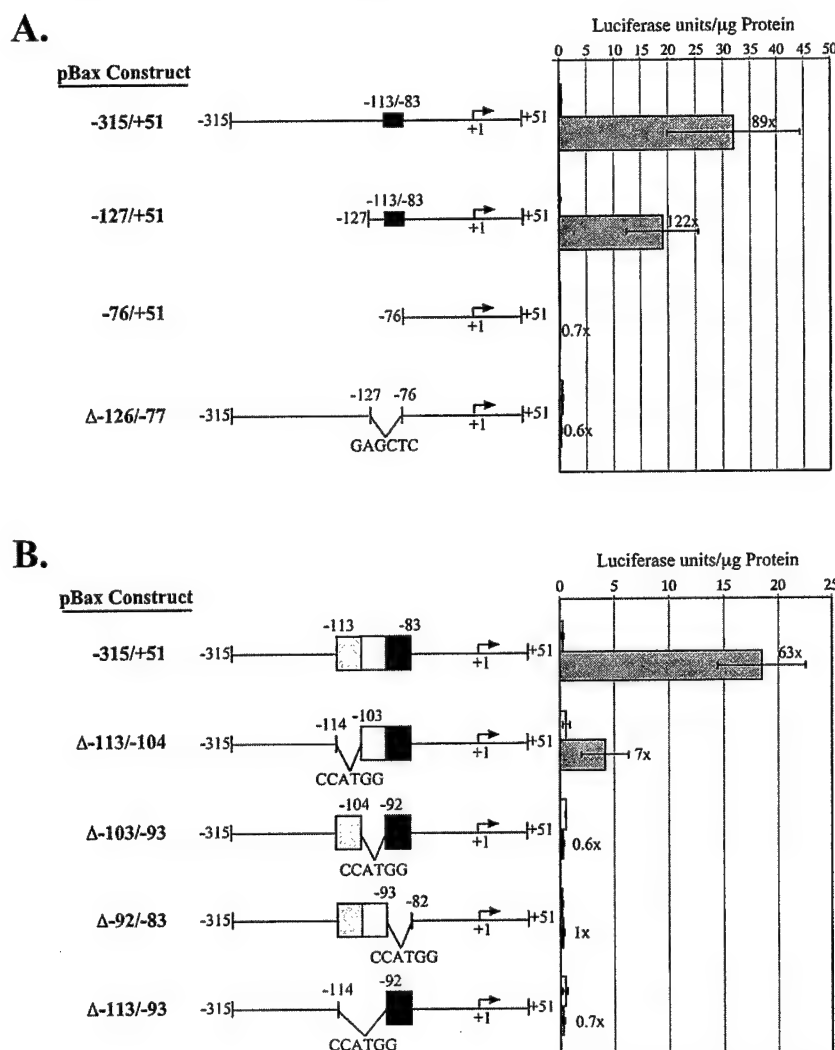 A.
Luciferase units/µg Protein
0 5 10 15 20 25 30 35 40 45 50
pBax Construct
-315/+51 -315 -113/-83 +1 +51 89x
-127/+51 -127 -113/-83 +1 +51 122x
-76/+51 -76 +1 +51 0.7x
Δ-126/-77 -315 -127 -76 +1 +51 0.6x
GAGCTC
B.
Luciferase units/µg Protein
0 5 10 15 20 25
pBax Construct
-315/+51 -315 -113 -83 +1 +51 63x
Δ-113/-104 -315 -114 -103 +1 +51 7x
CCATGG
Δ-103/-93 -315 -104 -92 +1 +51 0.6x
CCATGG
Δ-92/-83 -315 -93 -82 +1 +51 1x
CCATGG
Δ-113/-93 -315 -114 -92 +1 +51 0.7x
CCATGG